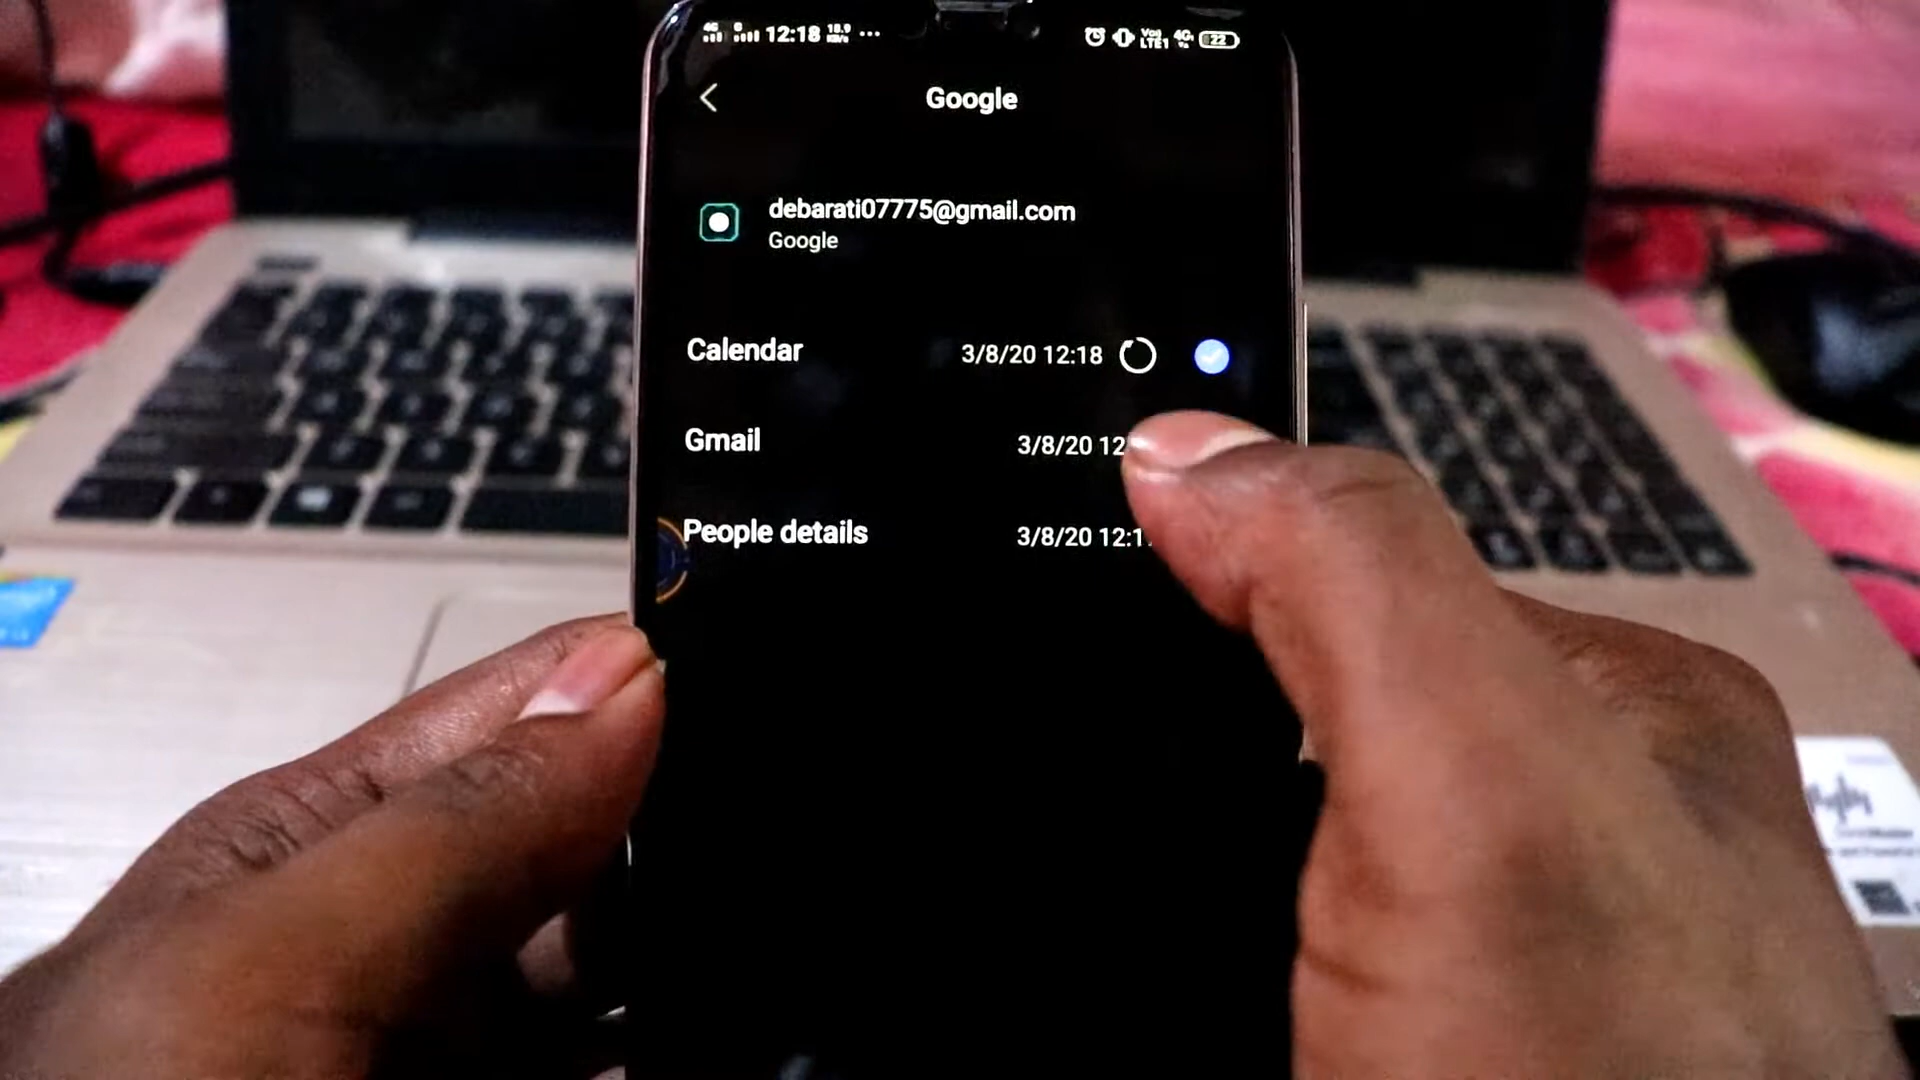 12:18
22
Google
debarati07775@gmail.com
Google
Calendar 3/8/20 12:18
Gmail 3/8/20 12
People details 3/8/20 12:1